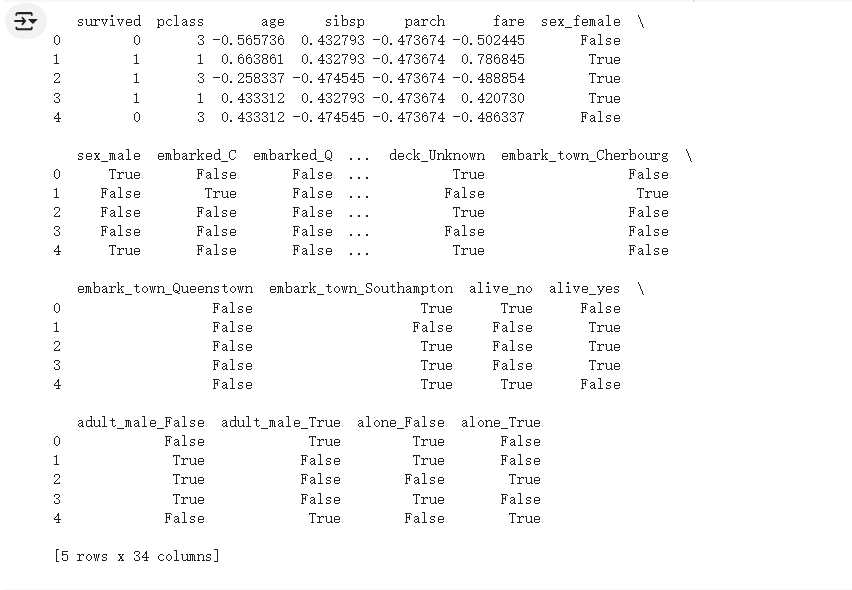 survived  pclass       age     sibsp     parch      fare  sex_female  \
0         0       3 -0.565736  0.432793 -0.473674 -0.502445       False
1         1       1  0.663861  0.432793 -0.473674  0.786845        True
2         1       3 -0.258337 -0.474545 -0.473674 -0.488854        True
3         1       1  0.433312  0.432793 -0.473674  0.420730        True
4         0       3  0.433312 -0.474545 -0.473674 -0.486337       False
sex_male  embarked_C  embarked_Q  ...  deck_Unknown  embark_town_Cherbourg  \
0      True       False       False  ...          True                  False
1     False        True       False  ...         False                   True
2     False       False       False  ...          True                  False
3     False       False       False  ...         False                  False
4      True       False       False  ...          True                  False
embark_town_Queenstown  embark_town_Southampton  alive_no  alive_yes  \
0                   False                     True      True      False
1                   False                    False     False       True
2                   False                     True     False       True
3                   False                     True     False       True
4                   False                     True      True      False
adult_male_False  adult_male_True  alone_False  alone_True
0             False             True         True       False
1              True            False         True       False
2              True            False        False        True
3              True            False         True       False
4             False             True        False        True
[5 rows x 34 columns]